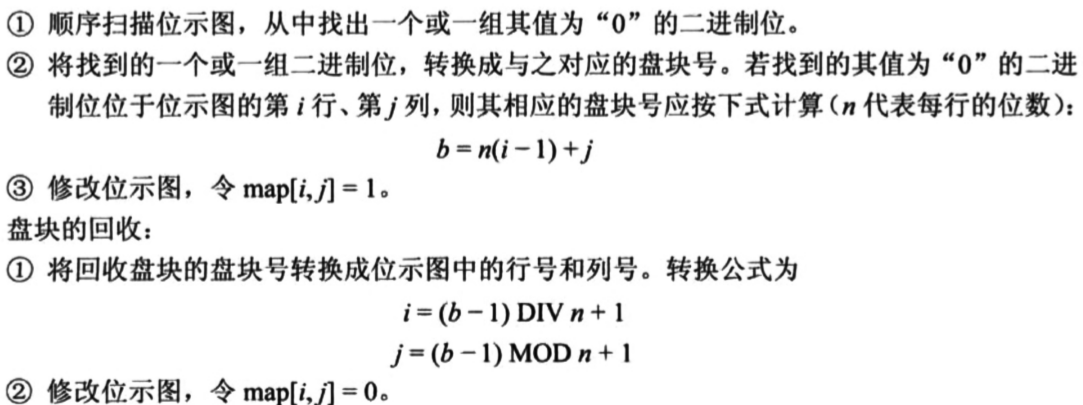 ① 顺序扫描位示图，从中找出一个或一组其值为“0”的二进制位。
② 将找到的一个或一组二进制位，转换成与之对应的盘块号。若找到的其值为“0”的二进
制位位于位示图的第 i 行、第 j 列，则其相应的盘块号应按下式计算（n 代表每行的位数）：
b = n(i − 1) + j
③ 修改位示图，令 map[i, j] = 1。
盘块的回收：
① 将回收盘块的盘块号转换成位示图中的行号和列号。转换公式为
i = (b − 1) DIV n + 1
j = (b − 1) MOD n + 1
② 修改位示图，令 map[i, j] = 0。